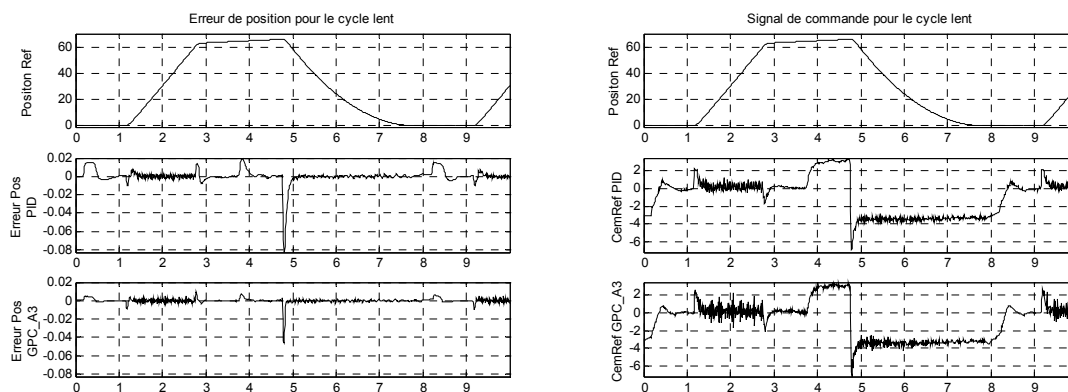 Erreur de position pour le cycle lent
Positon Ref
60
40
20
0
0 1 2 3 4 5 6 7 8 9
Erreur Pos
PID
0.02
0
-0.02
-0.04
-0.06
-0.08
0 1 2 3 4 5 6 7 8 9
Erreur Pos
GPC_A3
0.02
0
-0.02
-0.04
-0.06
-0.08
0 1 2 3 4 5 6 7 8 9
Signal de commande pour le cycle lent
Positon Ref
60
40
20
0
0 1 2 3 4 5 6 7 8 9
CemRef PID
2
0
-2
-4
-6
0 1 2 3 4 5 6 7 8 9
CemRef GPC_A3
2
0
-2
-4
-6
0 1 2 3 4 5 6 7 8 9